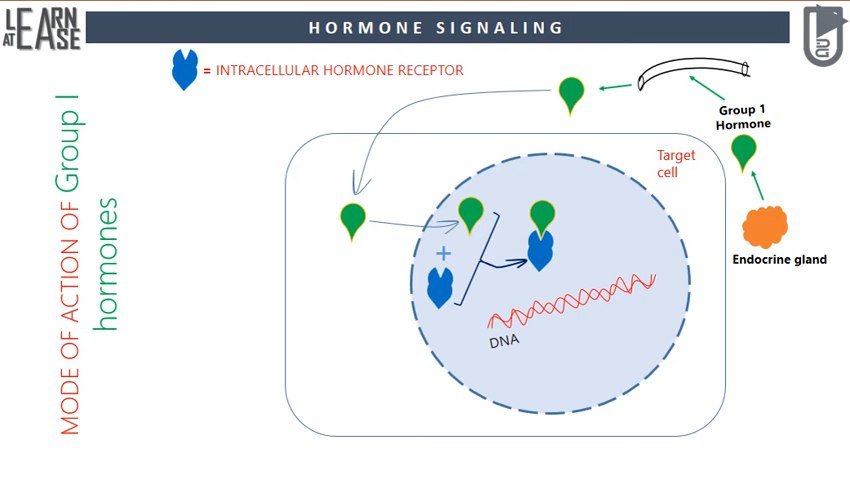 LEARN
AT EASE
HORMONE SIGNALING
= INTRACELLULAR HORMONE RECEPTOR
MODE OF ACTION OF Group I
hormones
Group 1
Hormone
Target
cell
Endocrine gland
+
DNA